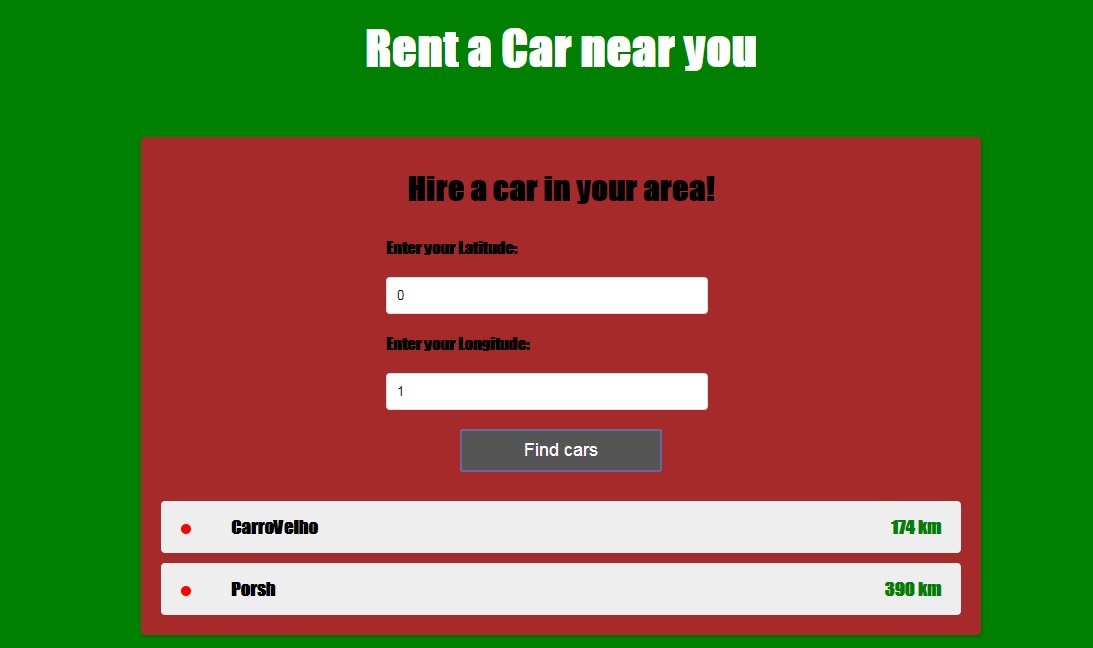 Rent a Car near you
Hire a car in your area!
Enter your Latitude:
0
Enter your Longitude:
1
Find cars
CarroVelho 174 km
Porsh 390 km